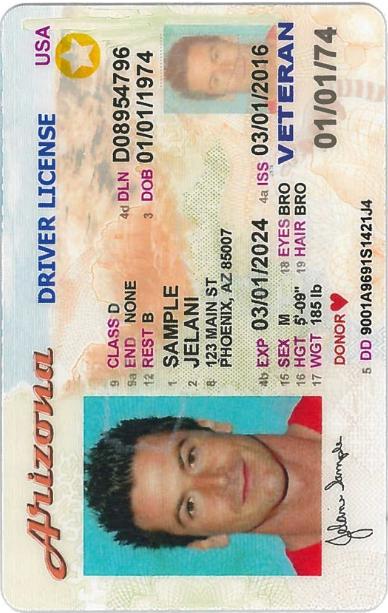 Arizona DRIVER LICENSE USA
9 CLASS D 4d DLN D08954796
9a END NONE 3 DOB 01/01/1974
12 REST B
1 SAMPLE
2 JELANI
8 123 MAIN ST
PHOENIX, AZ 85007
4b EXP 03/01/2024 4a ISS 03/01/2016
15 SEX M 18 EYES BRO VETERAN
16 HGT 5'-09" 19 HAIR BRO
17 WGT 185 lb 01/01/74
DONOR
Jelani Sample
5 DD 9001A9691S1421J4